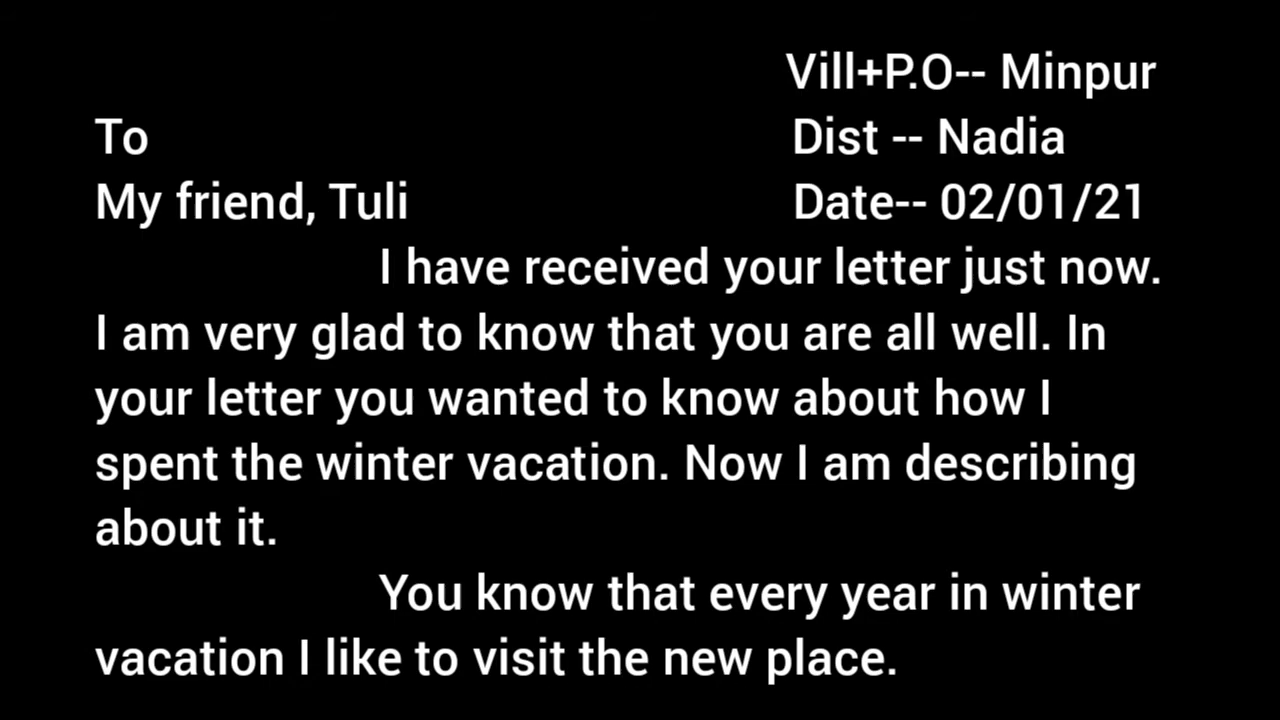 Vill+P.O-- Minpur
To Dist -- Nadia
My friend, Tuli Date-- 02/01/21
I have received your letter just now.
I am very glad to know that you are all well. In
your letter you wanted to know about how I
spent the winter vacation. Now I am describing
about it.
You know that every year in winter
vacation I like to visit the new place.